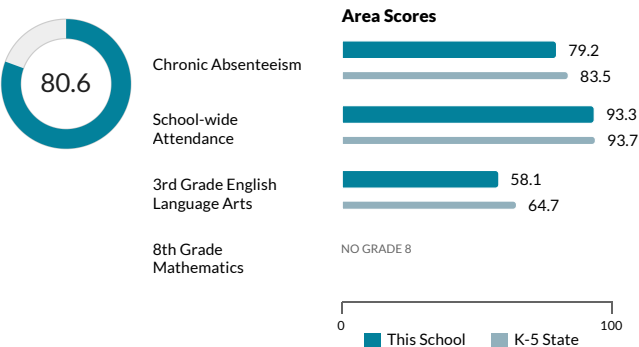 Area Scores
80.6
Chronic Absenteeism
79.2
83.5
School-wide
Attendance
93.3
93.7
3rd Grade English
Language Arts
58.1
64.7
8th Grade
Mathematics
NO GRADE 8
0
100
This School
K-5 State